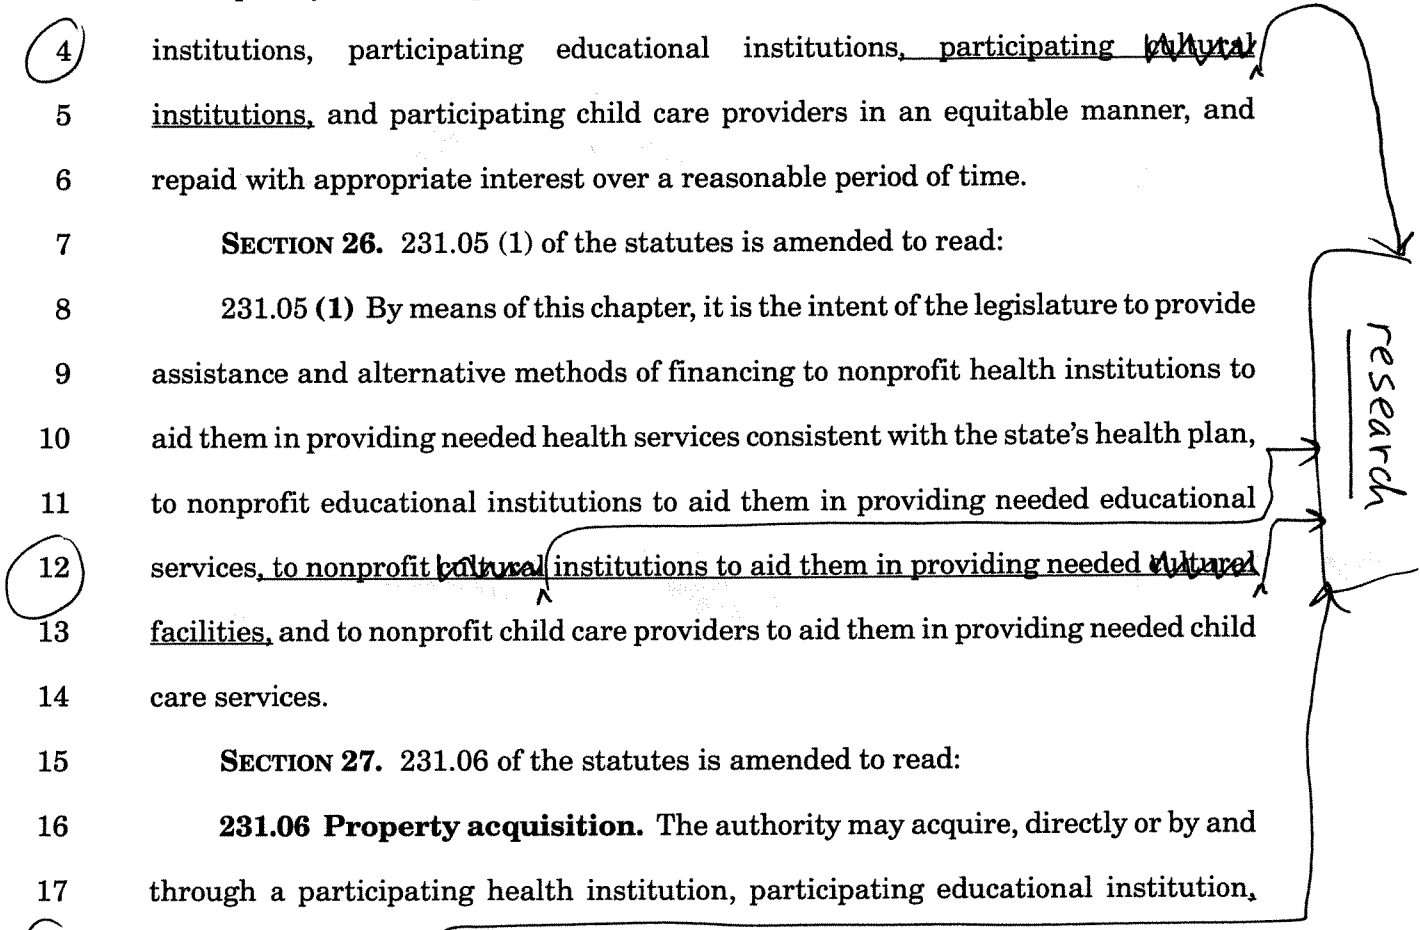 4 institutions, participating educational institutions, participating cultural
5 institutions, and participating child care providers in an equitable manner, and
6 repaid with appropriate interest over a reasonable period of time.
7 SECTION 26. 231.05 (1) of the statutes is amended to read:
8 231.05 (1) By means of this chapter, it is the intent of the legislature to provide
9 assistance and alternative methods of financing to nonprofit health institutions to
10 aid them in providing needed health services consistent with the state's health plan,
11 to nonprofit educational institutions to aid them in providing needed educational
12 services, to nonprofit cultural institutions to aid them in providing needed cultural
13 facilities, and to nonprofit child care providers to aid them in providing needed child
14 care services.
15 SECTION 27. 231.06 of the statutes is amended to read:
16 231.06 Property acquisition. The authority may acquire, directly or by and
17 through a participating health institution, participating educational institution,
research